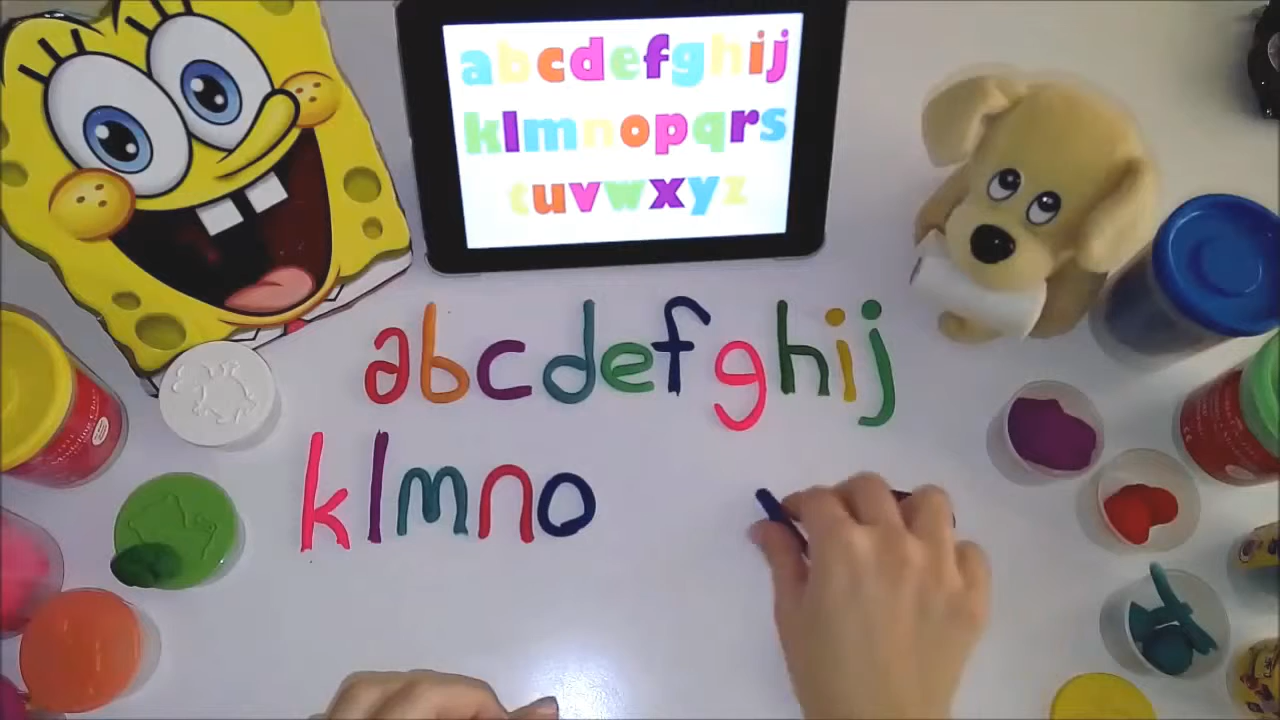 abcdefghij
klmnopqrs
tuvwxyz
abcdefghij
klmno